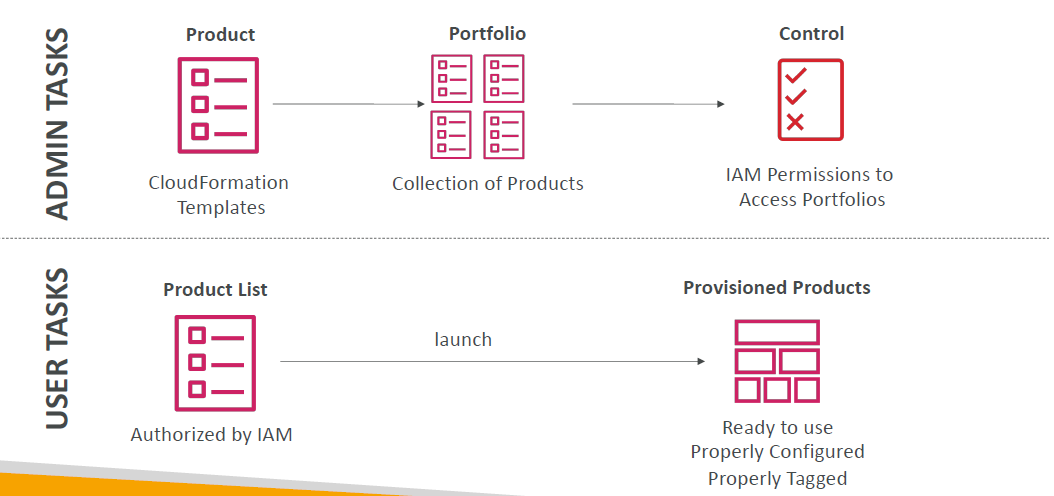 ADMIN TASKS
Product
Portfolio
Control
CloudFormation
Templates
Collection of Products
IAM Permissions to
Access Portfolios
USER TASKS
Product List
Provisioned Products
launch
Authorized by IAM
Ready to use
Properly Configured
Properly Tagged